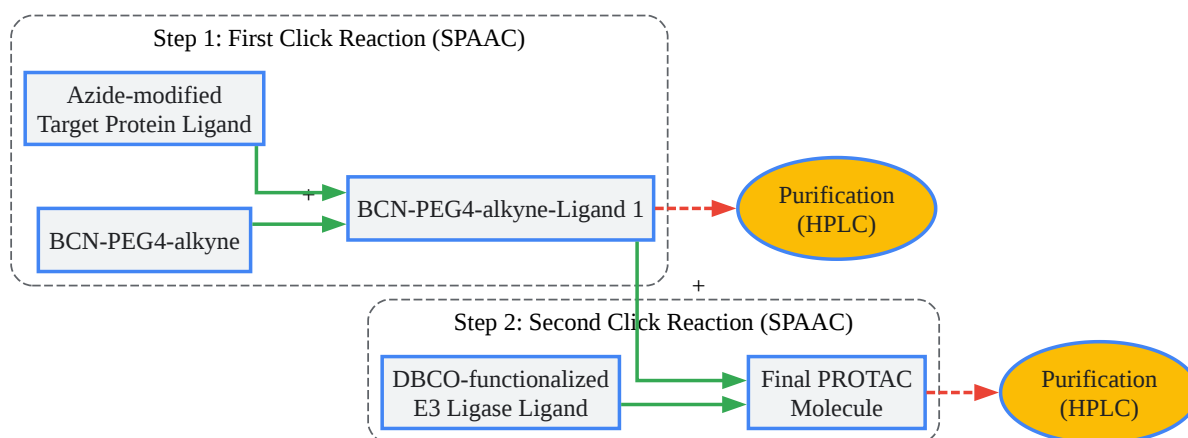 Step 1: First Click Reaction (SPAAC)
Azide-modified
Target Protein Ligand
+
BCN-PEG4-alkyne
BCN-PEG4-alkyne-Ligand 1
Purification
(HPLC)
+
Step 2: Second Click Reaction (SPAAC)
DBCO-functionalized
E3 Ligase Ligand
Final PROTAC
Molecule
Purification
(HPLC)